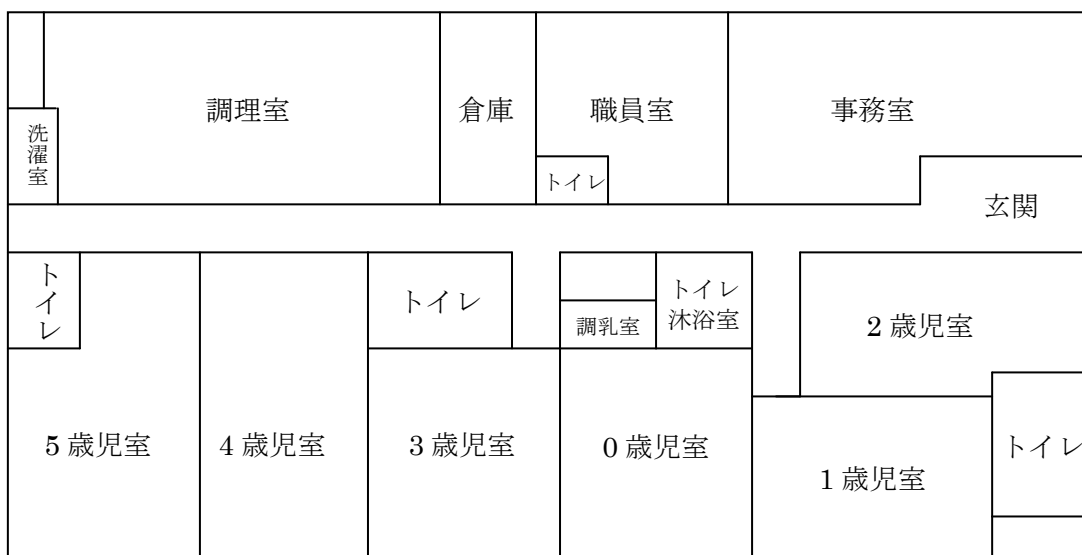 調理室
倉庫
職員室
事務室
洗濯室
トイレ
玄関
トイレ
トイレ
トイレ
沐浴室
調乳室
2歳児室
5歳児室
4歳児室
3歳児室
0歳児室
1歳児室
トイレ